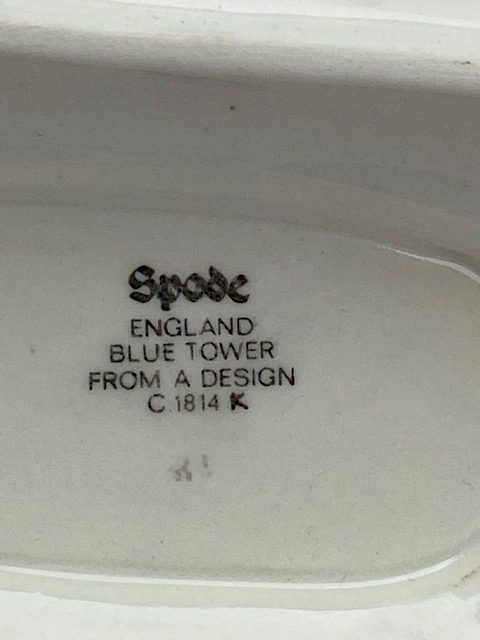 Spode
ENGLAND
BLUE TOWER
FROM A DESIGN
C.1814 K